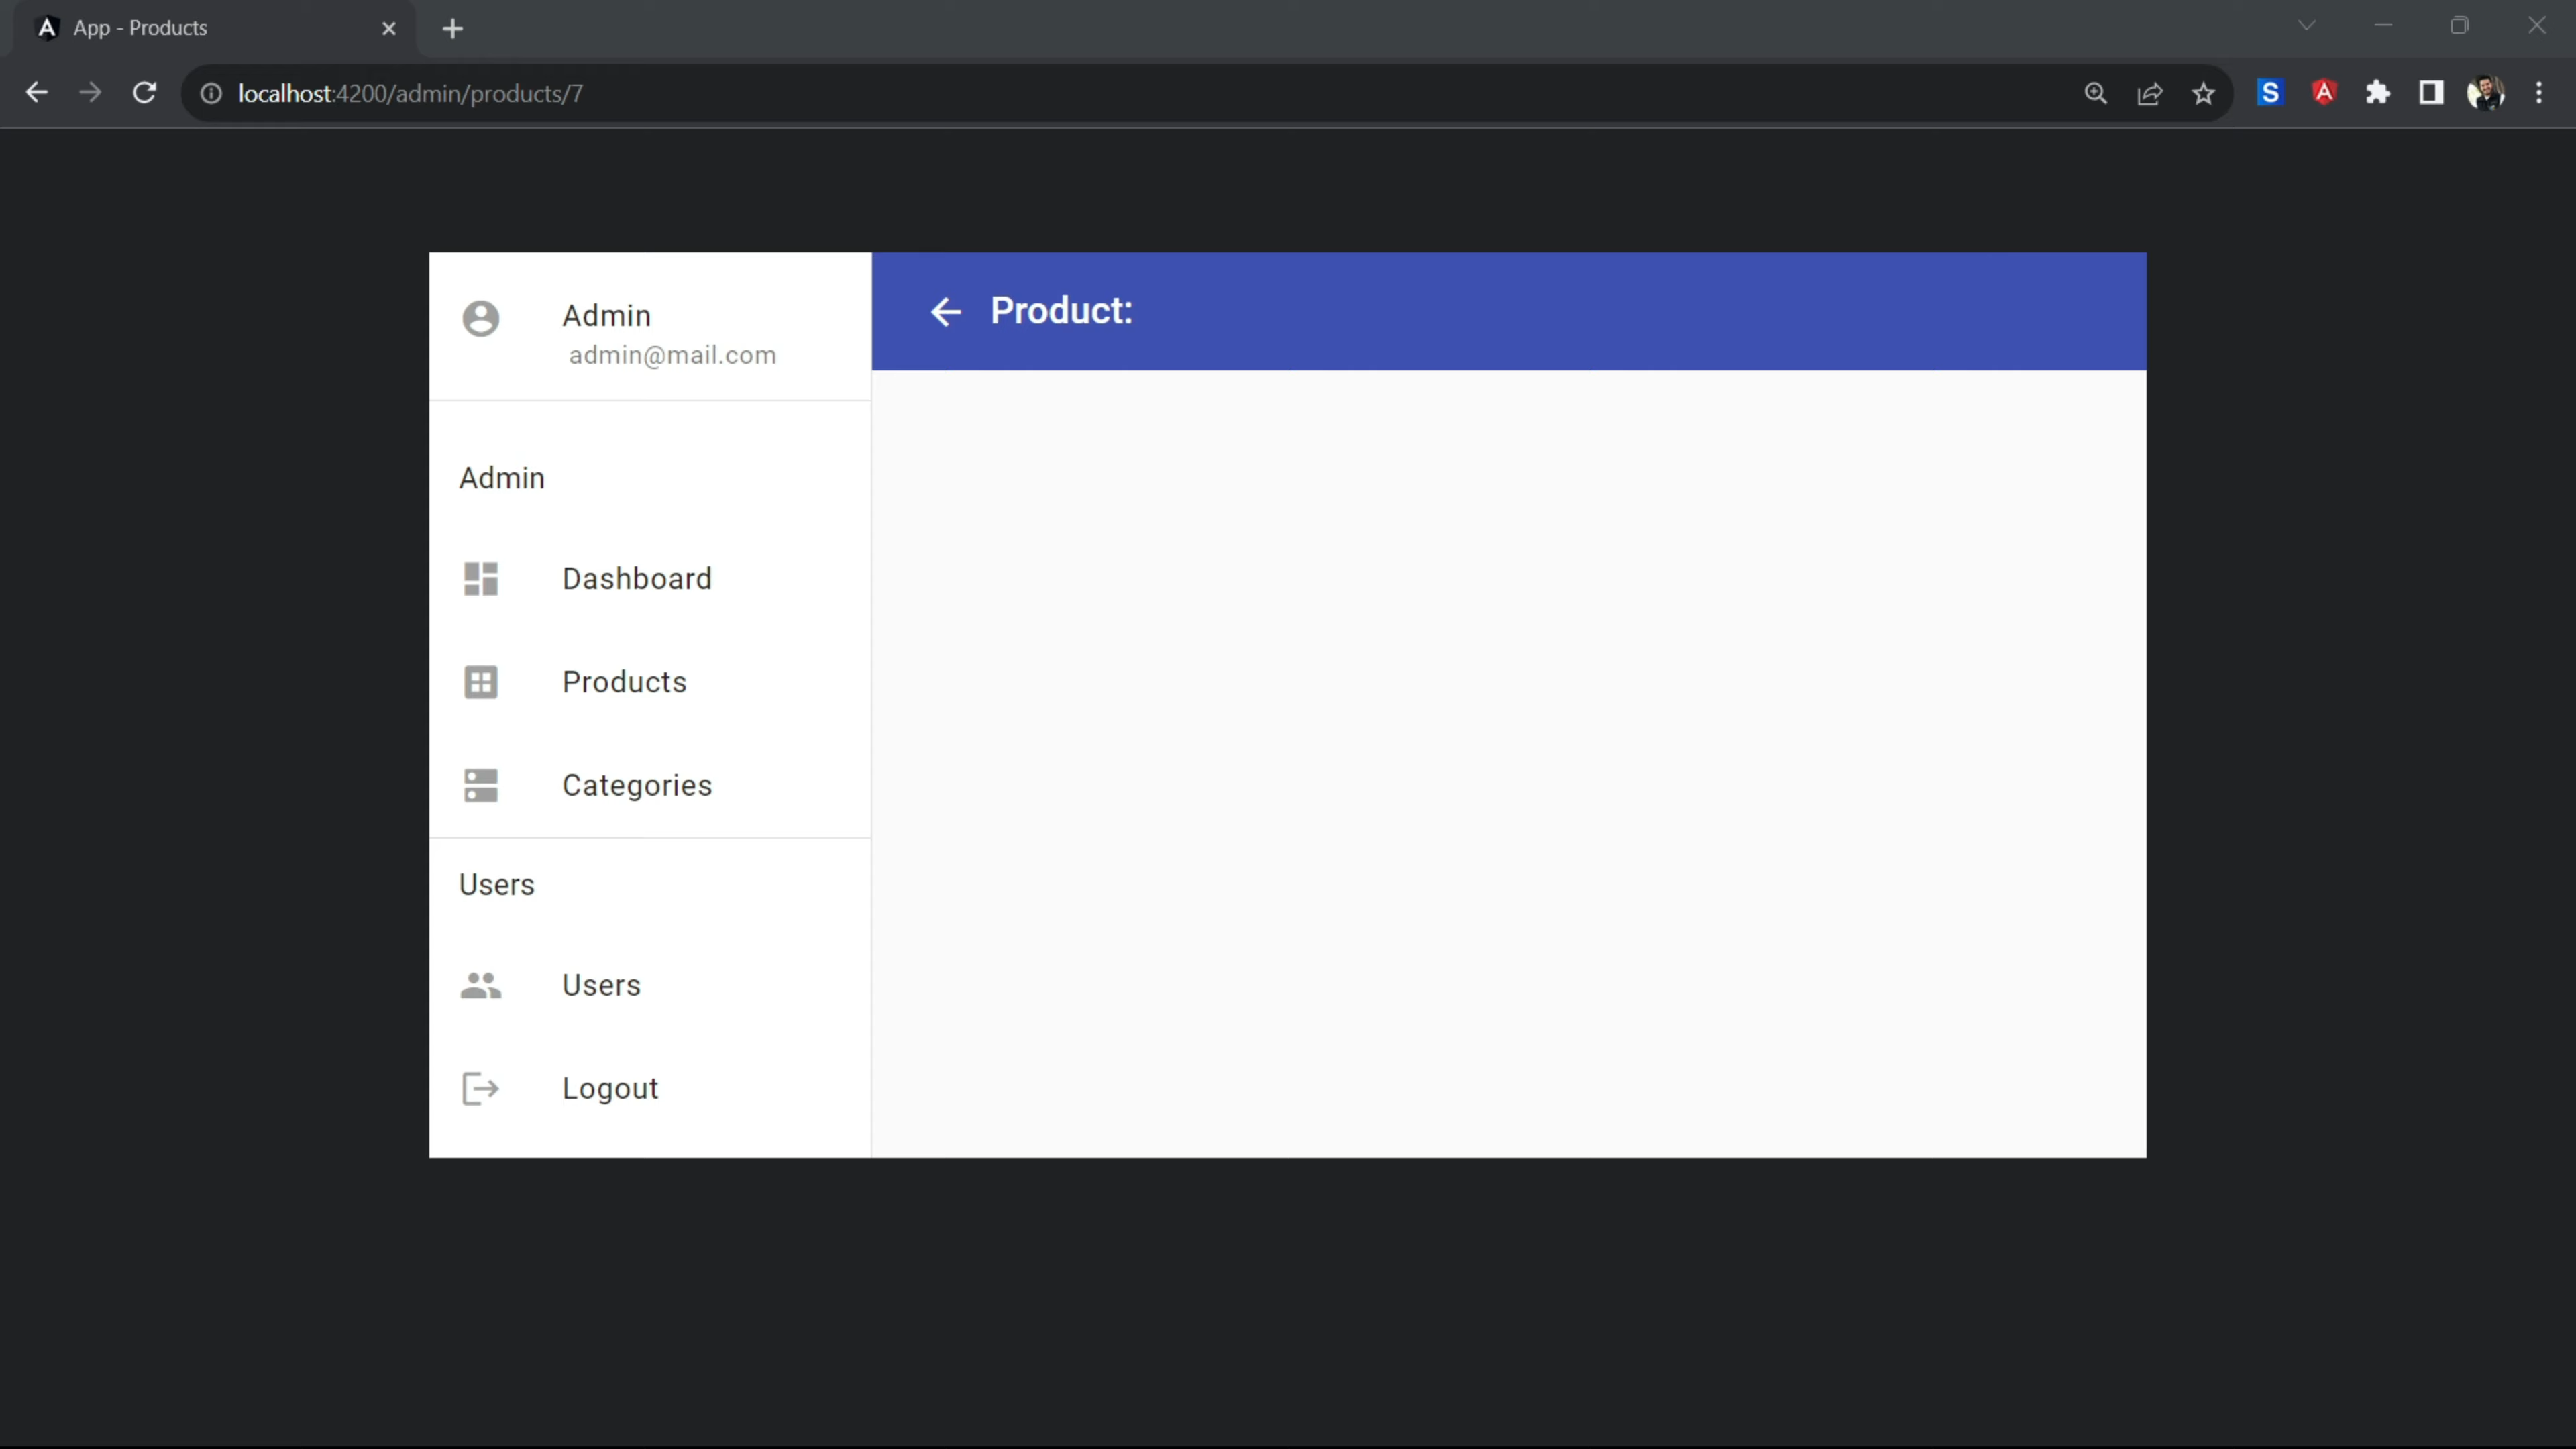 App - Products
localhost:4200/admin/products/7
S
Admin
admin@mail.com
Product:
Admin
Dashboard
Products
Categories
Users
Users
Logout